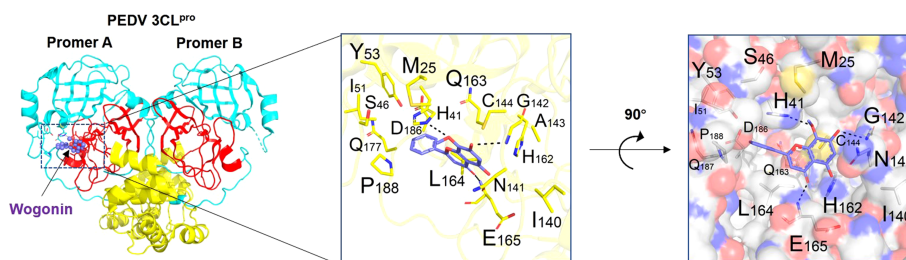 PEDV 3CLpro
Promer A
Promer B
Wogonin
Y53
M25
Q163
I51
S46
C144
G142
D186
H41
A143
Q177
H162
P188
L164
N141
I140
E165
90°
Y53
S46
M25
I51
H41
G142
P188
D186
C144
Q187
Q163
N141
L164
H162
I140
E165